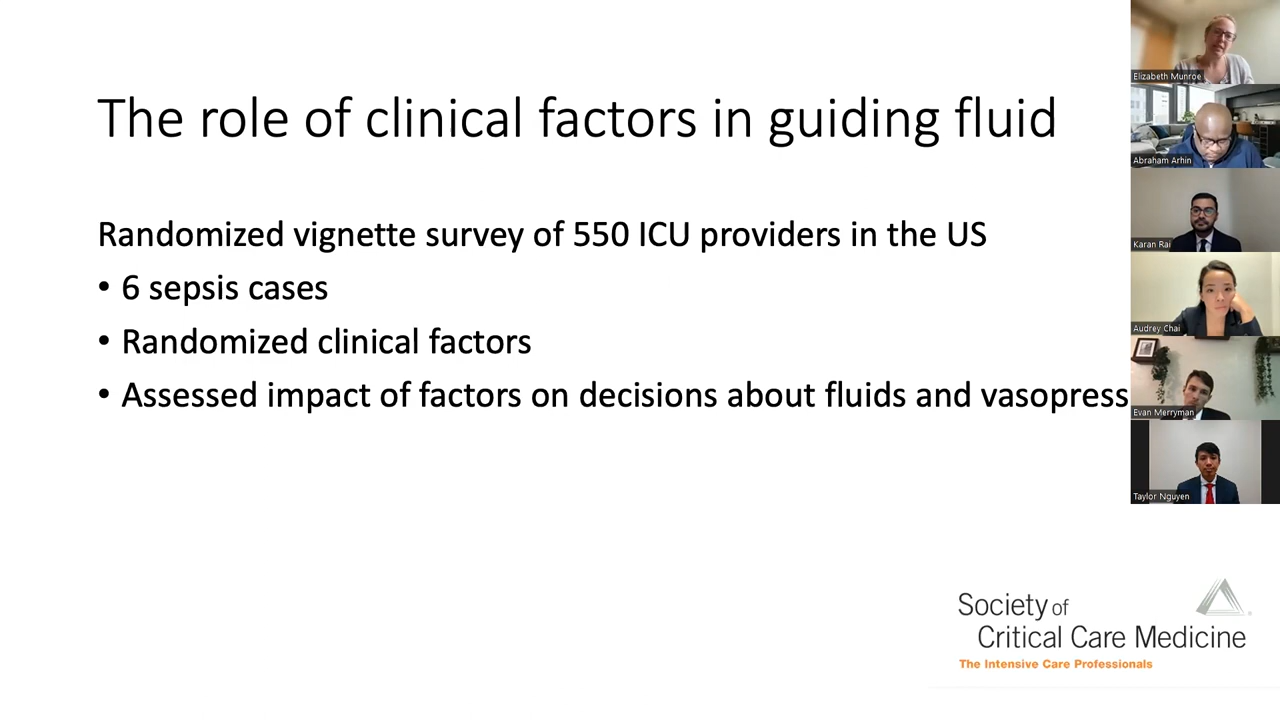 The role of clinical factors in guiding fluid
Randomized vignette survey of 550 ICU providers in the US
• 6 sepsis cases
• Randomized clinical factors
• Assessed impact of factors on decisions about fluids and vasopress
Elizabeth Munroe
Abraham Arhin
Karan Rai
Audrey Chai
Evan Merryman
Taylor Nguyen
Society of
Critical Care Medicine
The Intensive Care Professionals